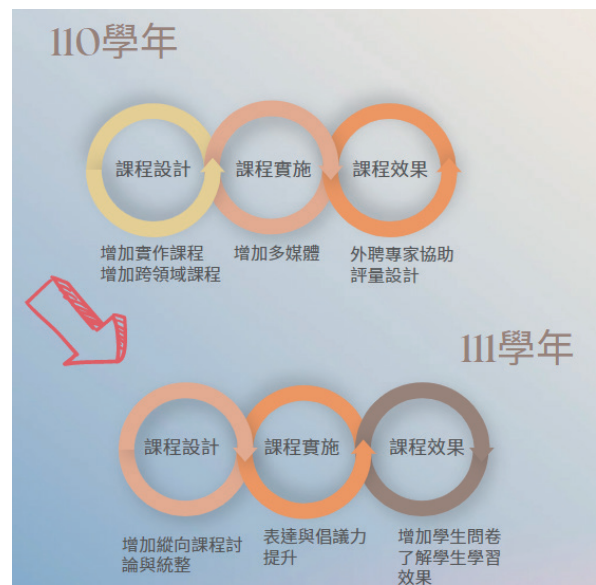 110學年
課程設計
課程實施
課程效果
增加實作課程
增加跨領域課程
增加多媒體
外聘專家協助
評量設計
111學年
課程設計
課程實施
課程效果
增加縱向課程討
論與統整
表達與倡議力
提升
增加學生問卷
了解學生學習
效果